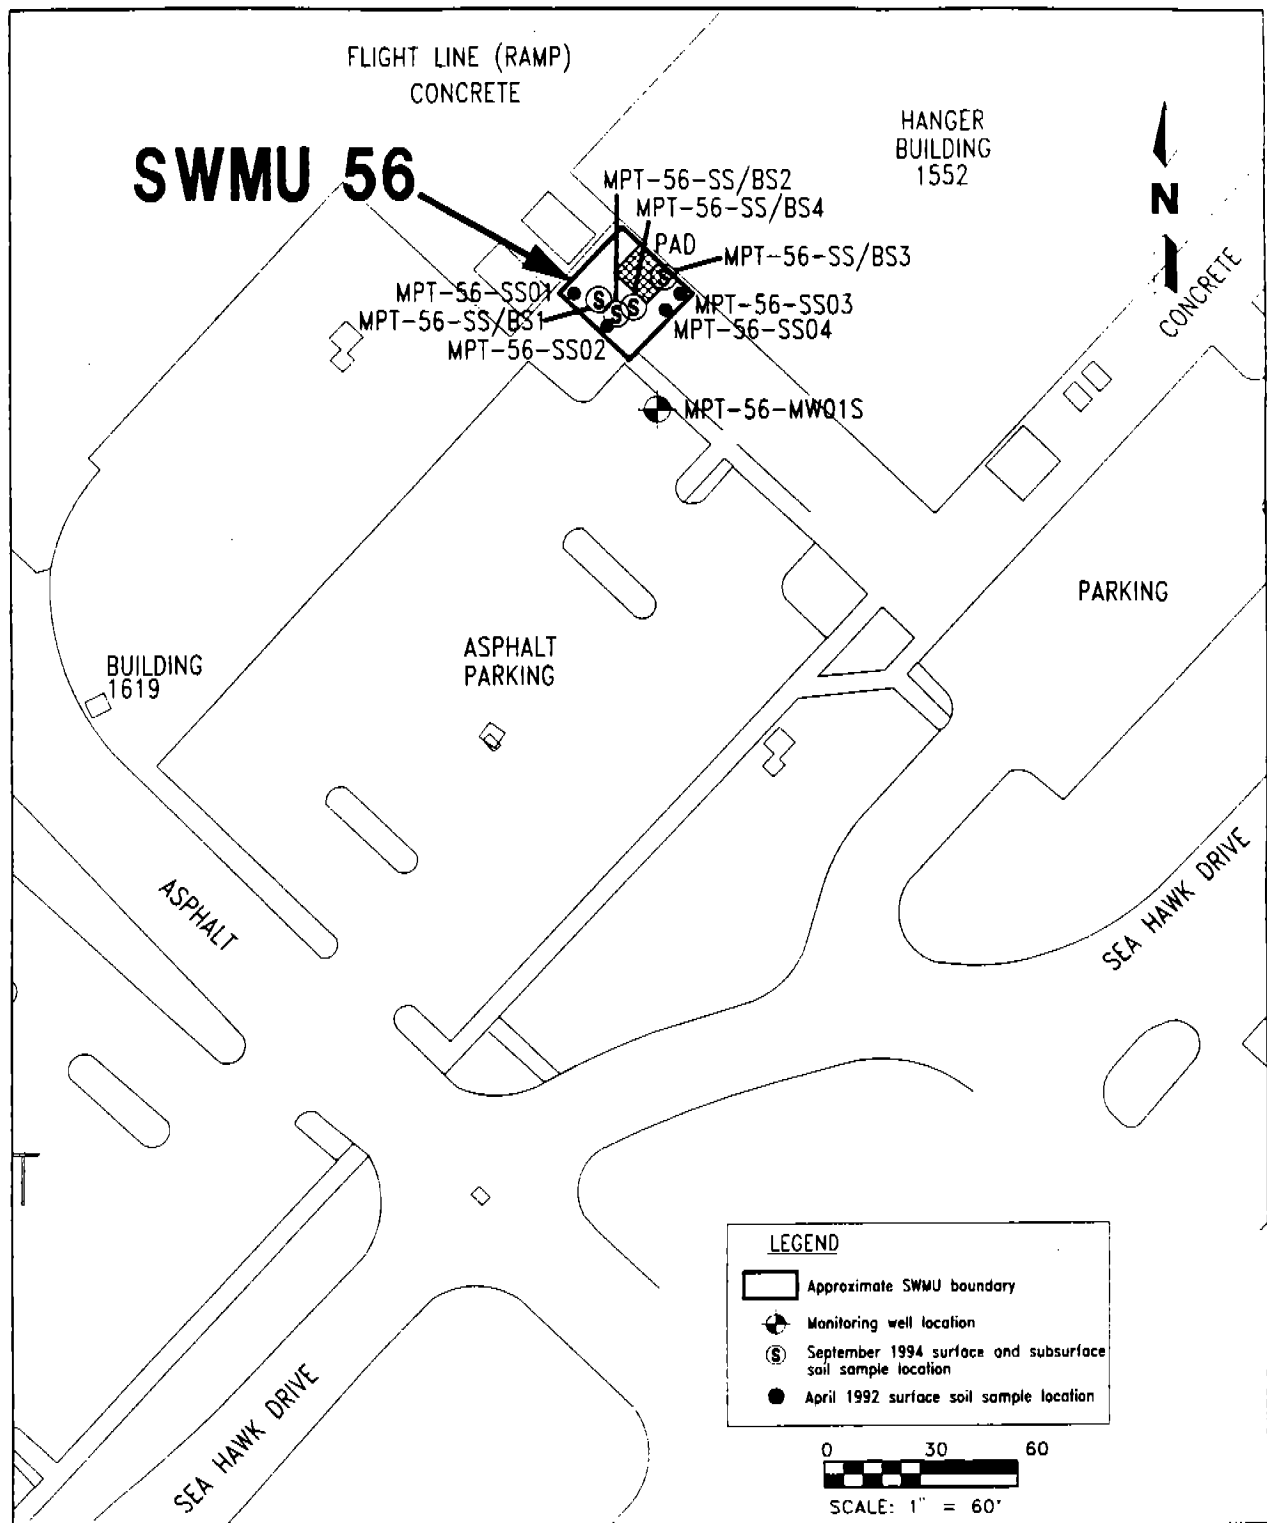 FLIGHT LINE (RAMP)
CONCRETE
HANGER
BUILDING
1552
SWMU 56
N
MPT-56-SS/BS2
MPT-56-SS/BS4
PAD
MPT-56-SS/BS3
CONCRETE
MPT-56-SS01
MPT-56-SS03
MPT-56-SS/BS1
MPT-56-SS04
MPT-56-SS02
S
S
S
S
MPT-56-MW01S
PARKING
ASPHALT
PARKING
BUILDING
1619
ASPHALT
SEA HAWK DRIVE
SEA HAWK DRIVE
LEGEND
Approximate SWMU boundary
Monitoring well location
S
September 1994 surface and subsurface
soil sample location
April 1992 surface soil sample location
0 30 60
SCALE: 1" = 60'